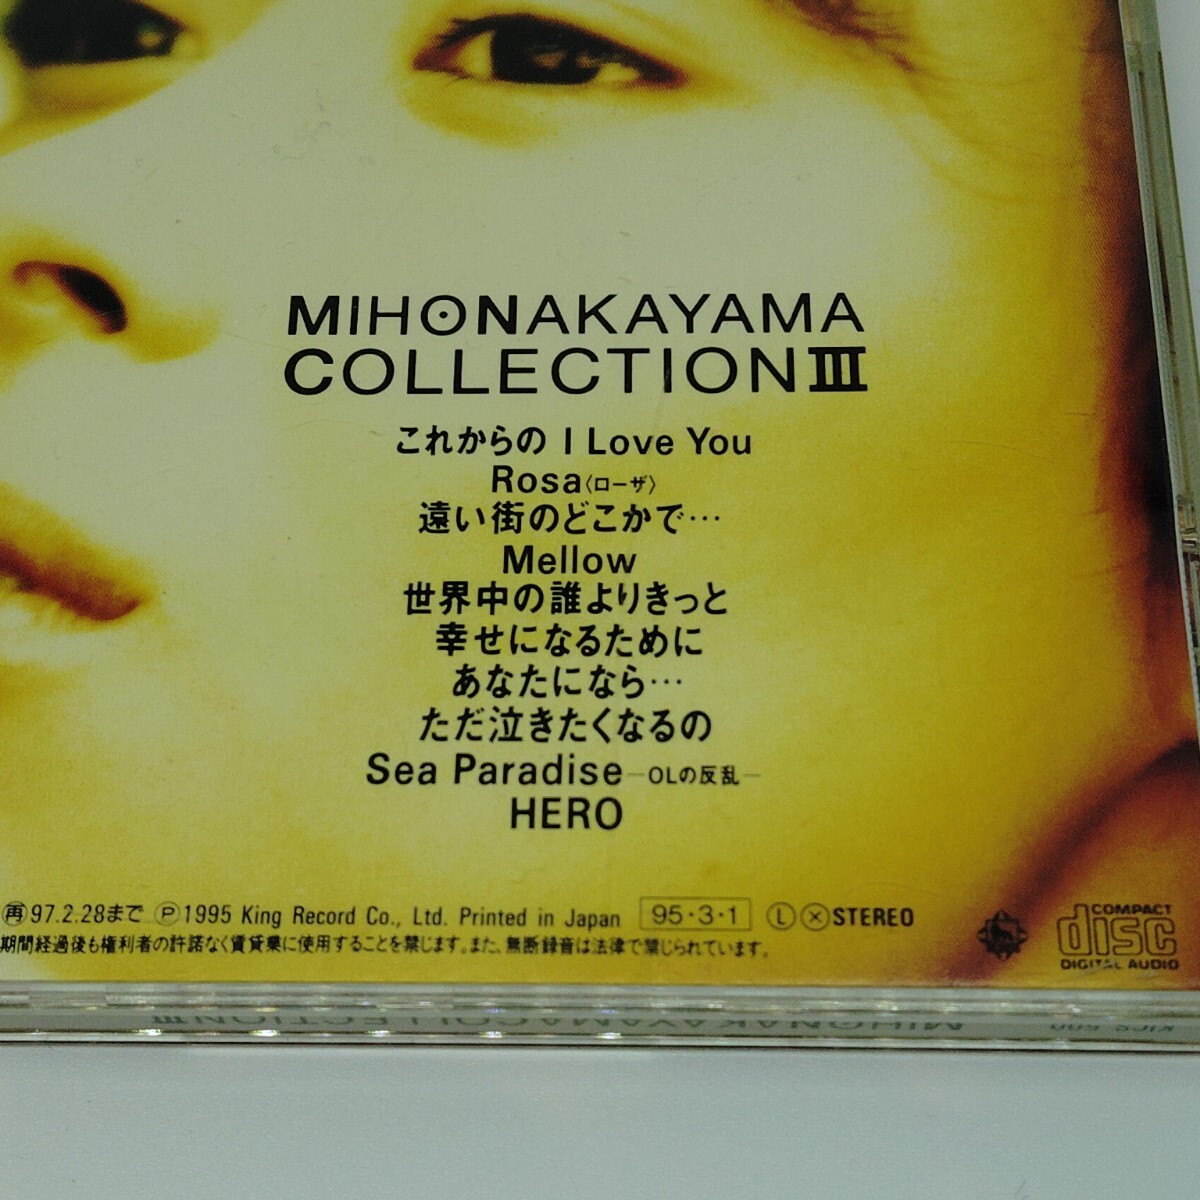 MIHONAKAYAMA
COLLECTION III
これからの I Love You
Rosa〈ローザ〉
遠い街のどこかで…
Mellow
世界中の誰よりきっと
幸せになるために
あなたになら…
ただ泣きたくなるの
Sea Paradise—OLの反乱—
HERO
再97.2.28まで Ⓟ1995 King Record Co., Ltd. Printed in Japan 95・3・1 Ⓛ Ⓧ STEREO
期間経過後も権利者の許諾なく賃貸業に使用することを禁じます。また、無断録音は法律で禁じられています。
COMPACT
disc
DIGITAL AUDIO
MIHONAKAYAMA COLLECTION III